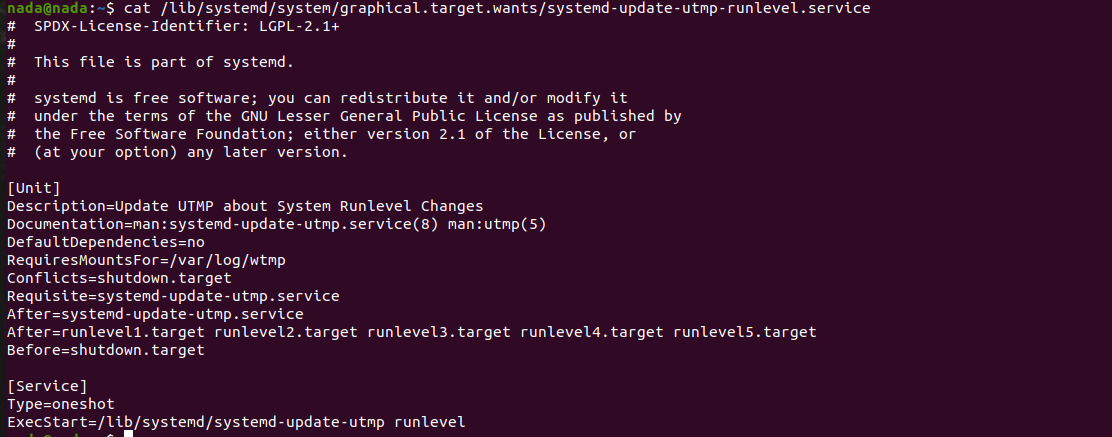 nada@nada:~$ cat /lib/systemd/system/graphical.target.wants/systemd-update-utmp-runlevel.service
#  SPDX-License-Identifier: LGPL-2.1+
#
#  This file is part of systemd.
#
#  systemd is free software; you can redistribute it and/or modify it
#  under the terms of the GNU Lesser General Public License as published by
#  the Free Software Foundation; either version 2.1 of the License, or
#  (at your option) any later version.
[Unit]
Description=Update UTMP about System Runlevel Changes
Documentation=man:systemd-update-utmp.service(8) man:utmp(5)
DefaultDependencies=no
RequiresMountsFor=/var/log/wtmp
Conflicts=shutdown.target
Requisite=systemd-update-utmp.service
After=systemd-update-utmp.service
After=runlevel1.target runlevel2.target runlevel3.target runlevel4.target runlevel5.target
Before=shutdown.target
[Service]
Type=oneshot
ExecStart=/lib/systemd/systemd-update-utmp runlevel
nada@nada:~$